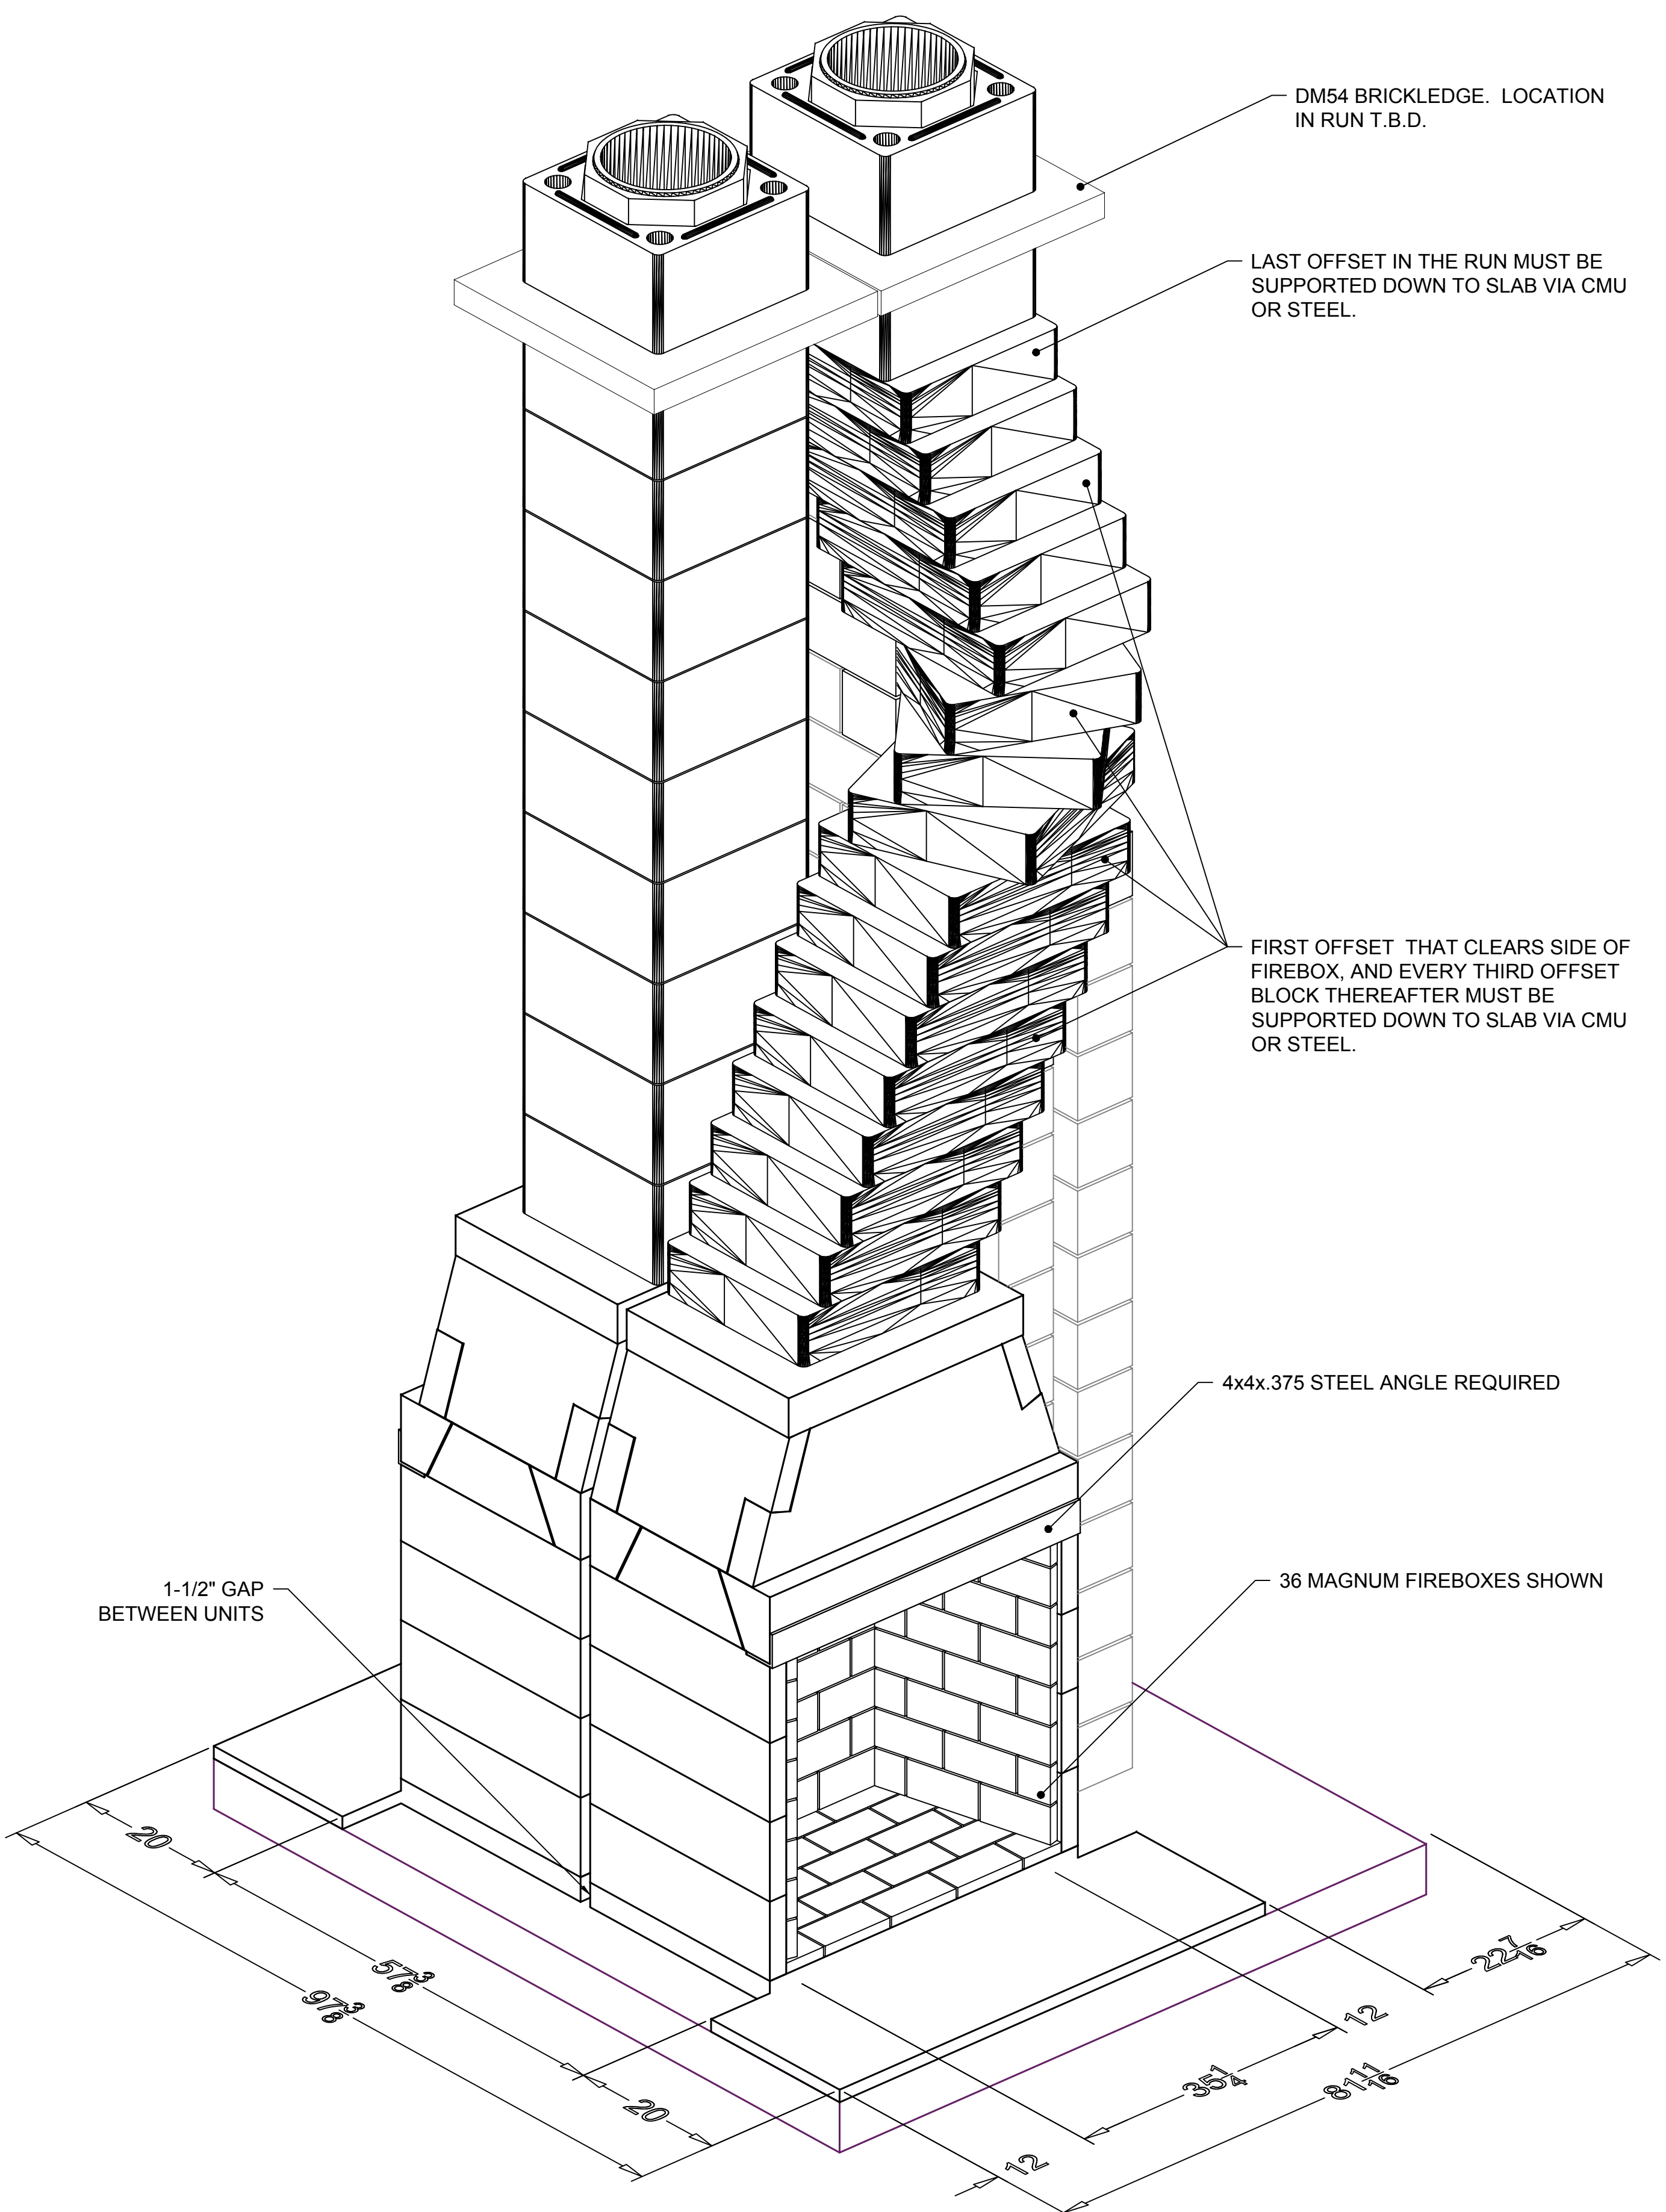 DM54 BRICKLEDGE.  LOCATION
IN RUN T.B.D.
LAST OFFSET IN THE RUN MUST BE
SUPPORTED DOWN TO SLAB VIA CMU
OR STEEL.
FIRST OFFSET  THAT CLEARS SIDE OF
FIREBOX, AND EVERY THIRD OFFSET
BLOCK THEREAFTER MUST BE
SUPPORTED DOWN TO SLAB VIA CMU
OR STEEL.
4x4x.375 STEEL ANGLE REQUIRED
36 MAGNUM FIREBOXES SHOWN
1-1/2" GAP
BETWEEN UNITS
20
57 3/8
97 3/8
20
22 7/16
12
35 1/4
81 11/16
12